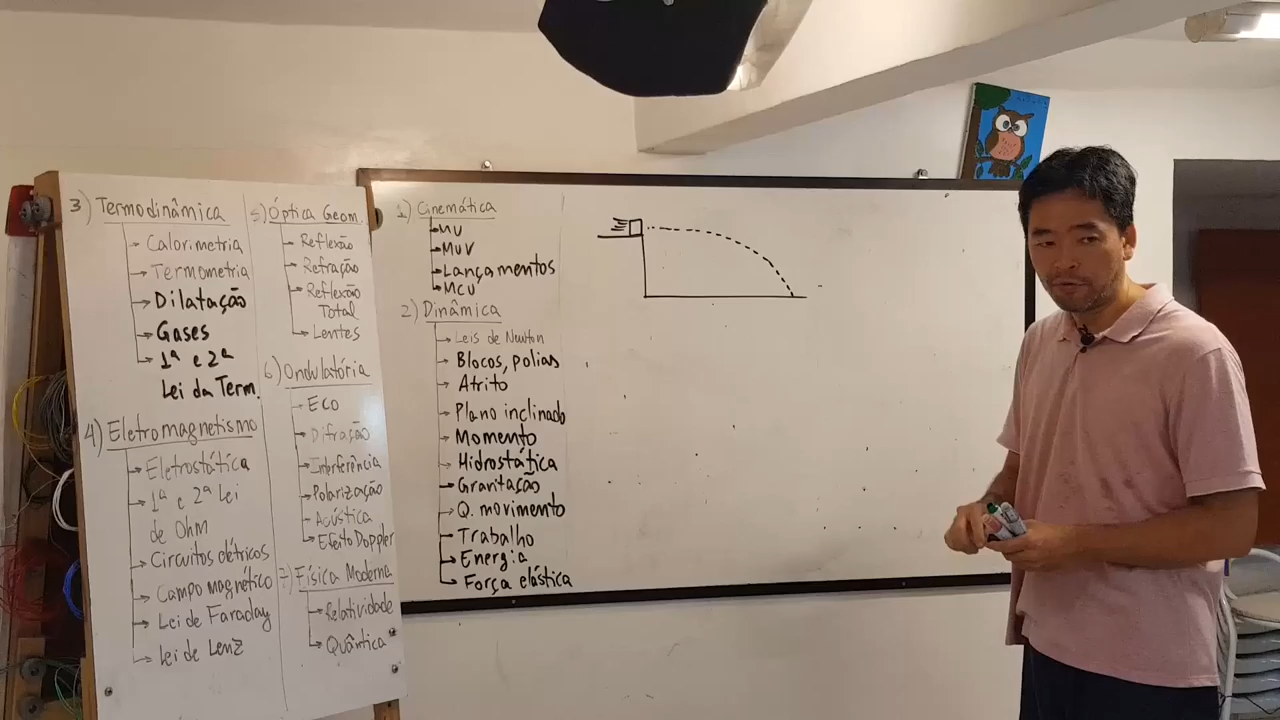 3) Termodinâmica
Calorimetria
Termometria
Dilatação
Gases
1ª e 2ª
Lei da Term.
4) Eletromagnetismo
Eletrostática
1ª e 2ª Lei
de Ohm
Circuitos elétricos
Campo magnético
Lei de Faraday
Lei de Lenz
5) Óptica Geom.
Reflexão
Refração
Reflexão
Total
Lentes
6) Ondulatória
Eco
Difração
Interferência
Polarização
Acústica
Efeito Doppler
7) Física Moderna
Relatividade
Quântica
1) Cinemática
MU
MUV
Lançamentos
MCU
2) Dinâmica
Leis de Newton
Blocos, polias
Atrito
Plano inclinado
Momento
Hidrostática
Gravitação
Q. movimento
Trabalho
Energia
Força elástica